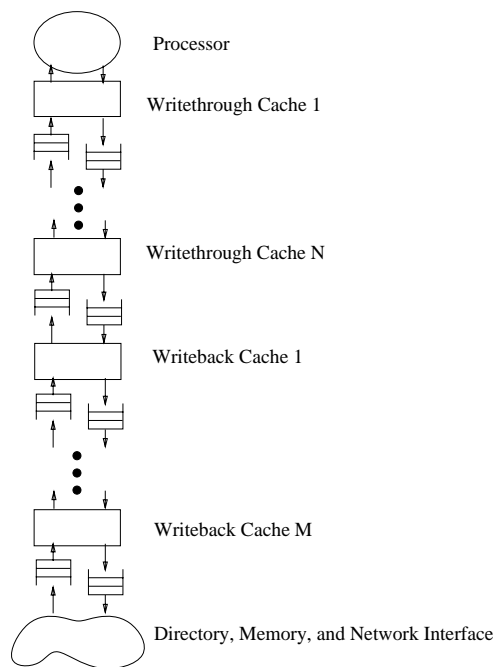 Processor
Writethrough Cache 1
Writethrough Cache N
Writeback Cache 1
Writeback Cache M
Directory, Memory, and Network Interface